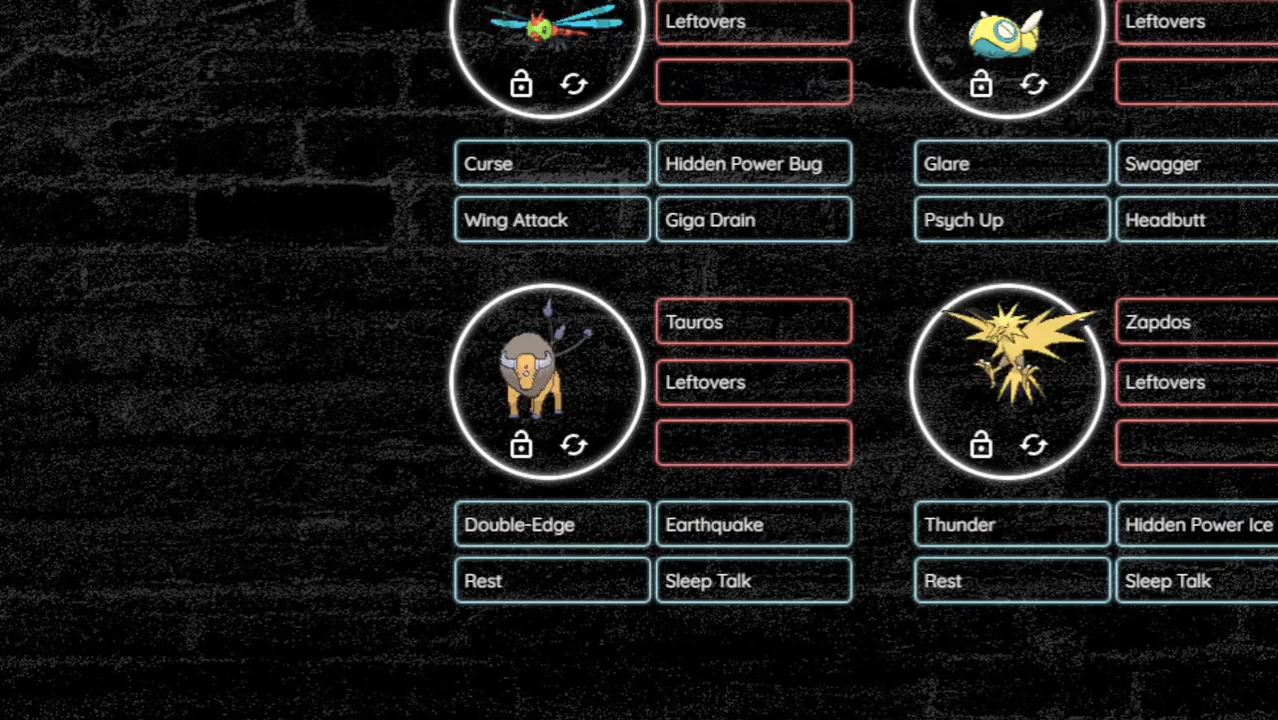 Leftovers Leftovers
Curse Hidden Power Bug Glare Swagger
Wing Attack Giga Drain Psych Up Headbutt
Tauros Zapdos
Leftovers Leftovers
Double-Edge Earthquake Thunder Hidden Power Ice
Rest Sleep Talk Rest Sleep Talk